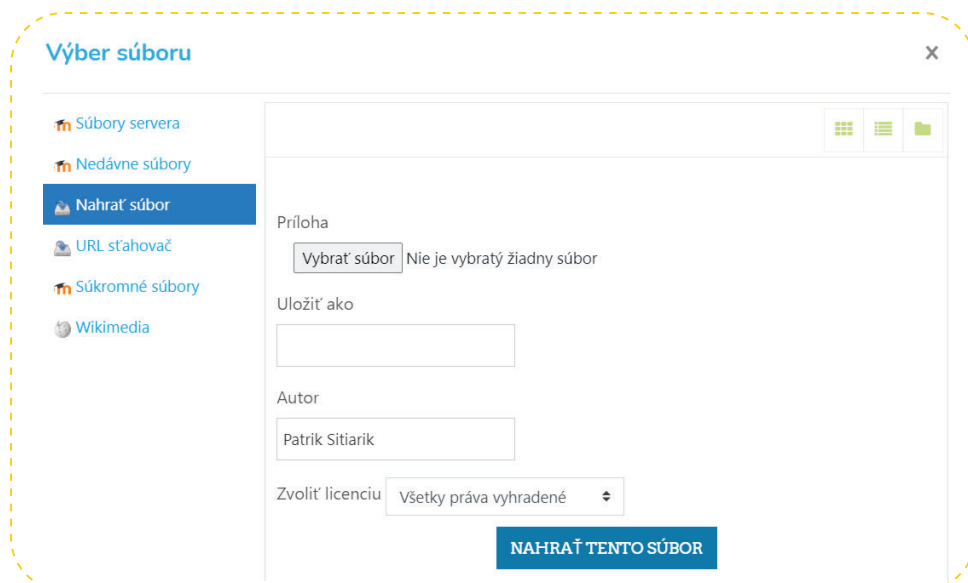 Výber súboru
×
Súbory servera
Nedávne súbory
Nahrať súbor
URL sťahovač
Súkromné súbory
Wikimedia
Príloha
Vybrať súbor Nie je vybratý žiadny súbor
Uložiť ako
Autor
Patrik Sitiarik
Zvoliť licenciu Všetky práva vyhradené
NAHRAŤ TENTO SÚBOR